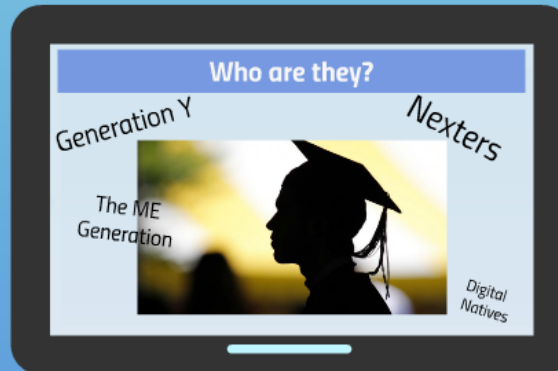 Who are they?
Generation Y
Nexters
The ME
Generation
Digital
Natives